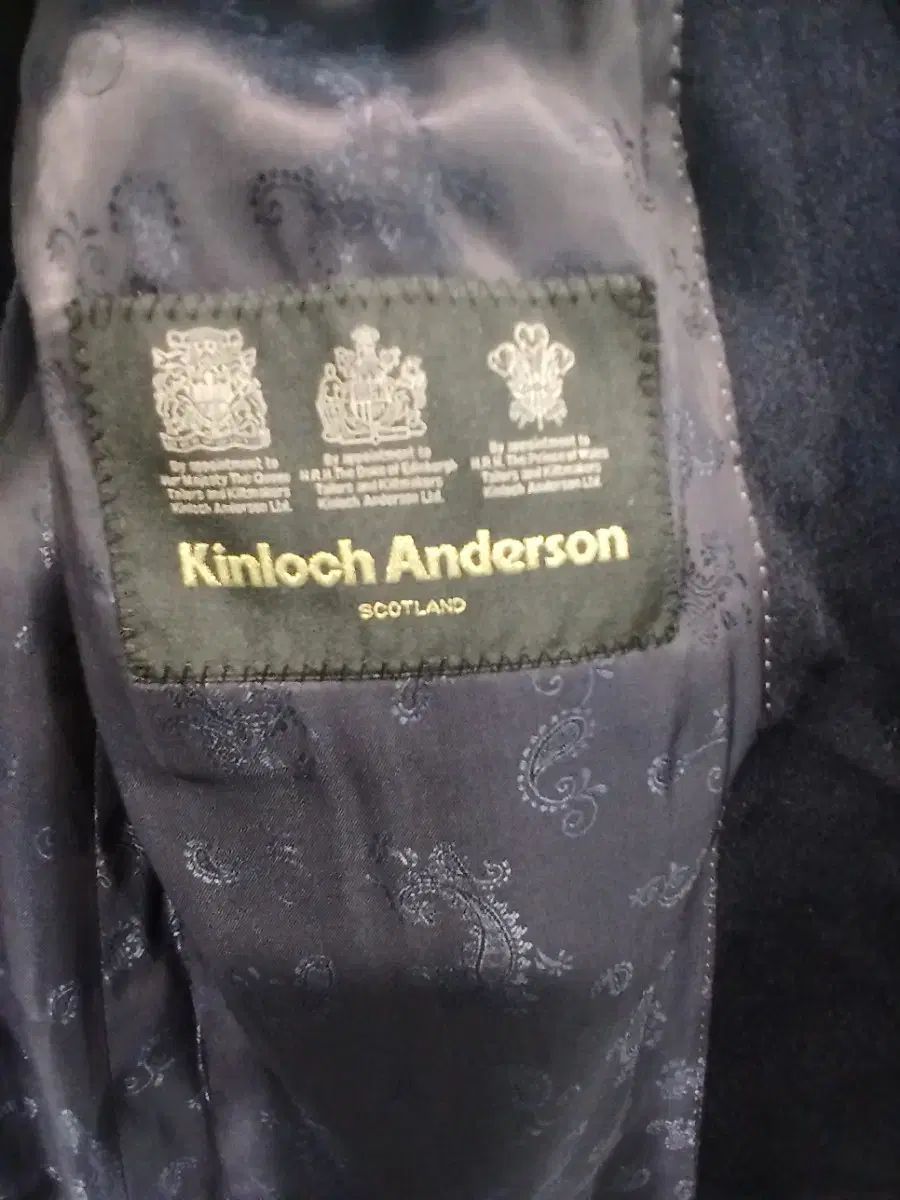 By appointment to
Her Majesty The Queen
Tailors and Kiltmakers
Kinloch Anderson Ltd.
By appointment to
H.R.H. The Duke of Edinburgh
Tailors and Kiltmakers
Kinloch Anderson Ltd.
By appointment to
H.R.H. The Prince of Wales
Tailors and Kiltmakers
Kinloch Anderson Ltd.
Kinloch Anderson
SCOTLAND